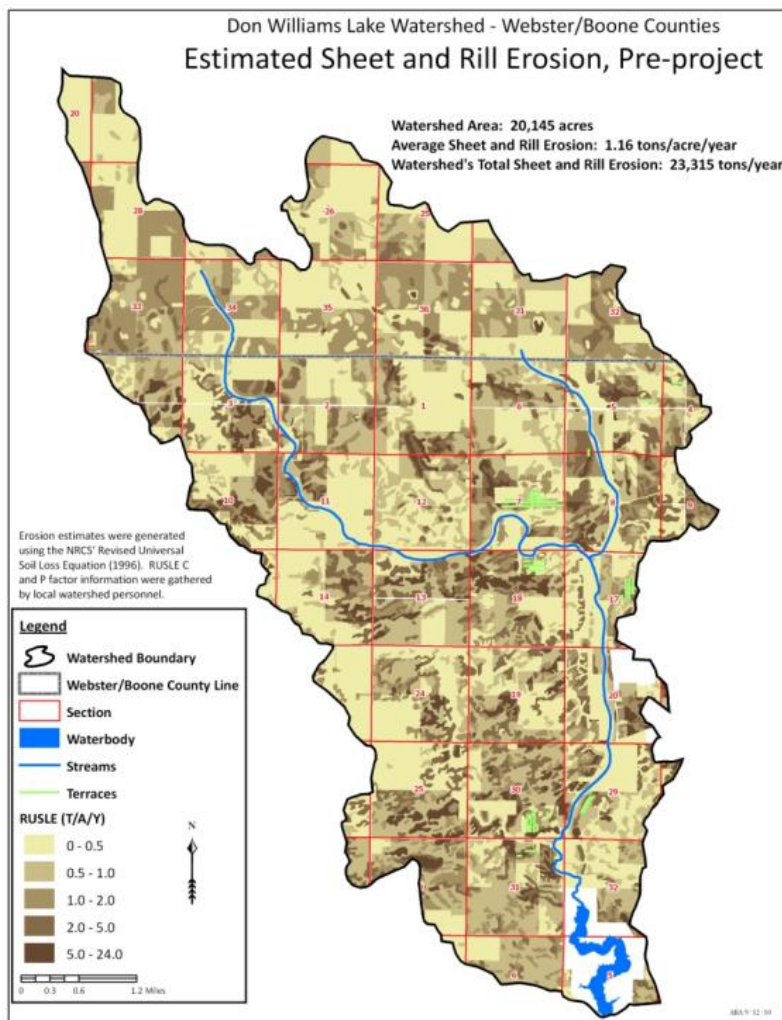 Don Williams Lake Watershed - Webster/Boone Counties
Estimated Sheet and Rill Erosion, Pre-project
Watershed Area: 20,145 acres
Average Sheet and Rill Erosion: 1.16 tons/acre/year
Watershed's Total Sheet and Rill Erosion: 23,315 tons/year
20
28
26
25
33
34
35
36
31
32
3
2
1
6
5
4
10
11
12
7
8
9
14
13
18
17
24
19
20
25
30
29
31
32
6
5
Erosion estimates were generated
using the NRCS' Revised Universal
Soil Loss Equation (1996). RUSLE C
and P factor information were gathered
by local watershed personnel.
Legend
Watershed Boundary
Webster/Boone County Line
Section
Waterbody
Streams
Terraces
RUSLE (T/A/Y)
0 - 0.5
0.5 - 1.0
1.0 - 2.0
2.0 - 5.0
5.0 - 24.0
N
0 0.3 0.6 1.2 Miles